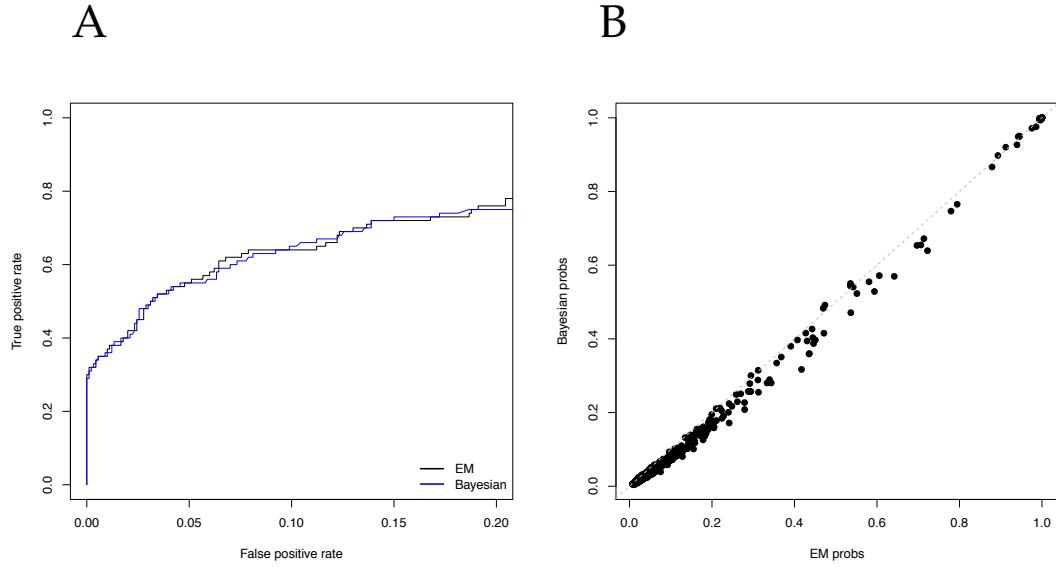 A
True positive rate
1.0
0.8
0.6
0.4
0.2
0.0
EM
Bayesian
0.00 0.05 0.10 0.15 0.20
False positive rate
B
Bayesian probs
1.0
0.8
0.6
0.4
0.2
0.0
0.0 0.2 0.4 0.6 0.8 1.0
EM probs